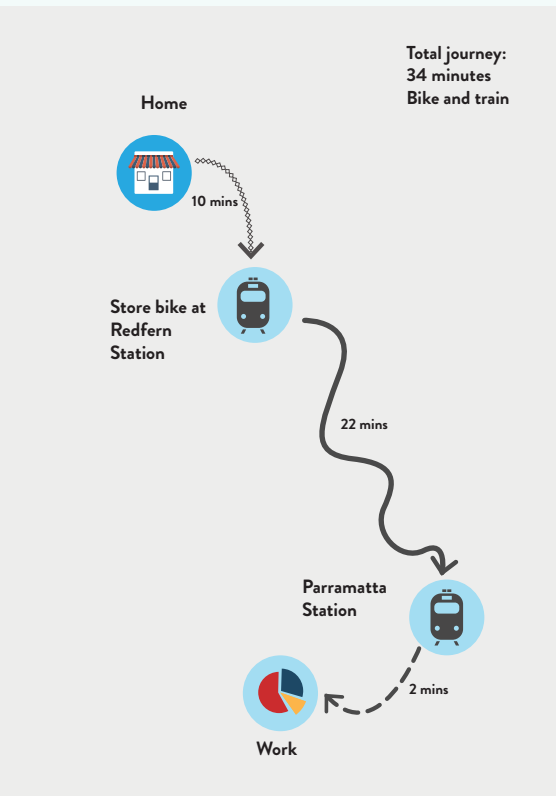 Total journey:
34 minutes
Bike and train
Home
10 mins
Store bike at
Redfern
Station
22 mins
Parramatta
Station
2 mins
Work